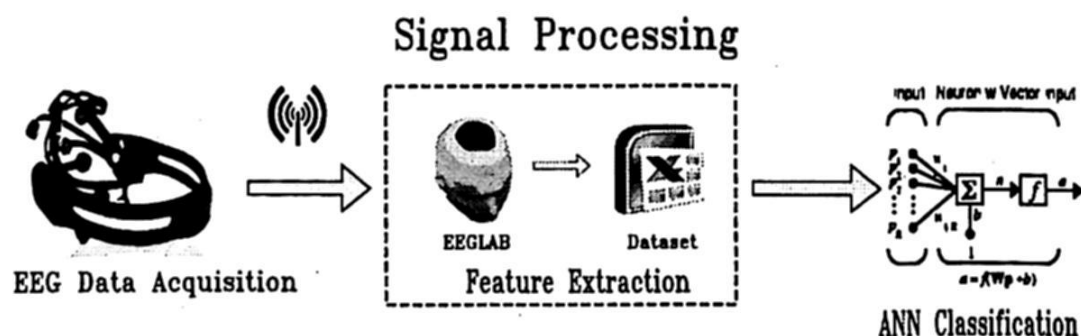 Signal Processing
EEG Data Acquisition
EEGLAB
Dataset
Feature Extraction
Input
Neuron w Vector Input
Σ
f
b
a = f(Wp + b)
ANN Classification